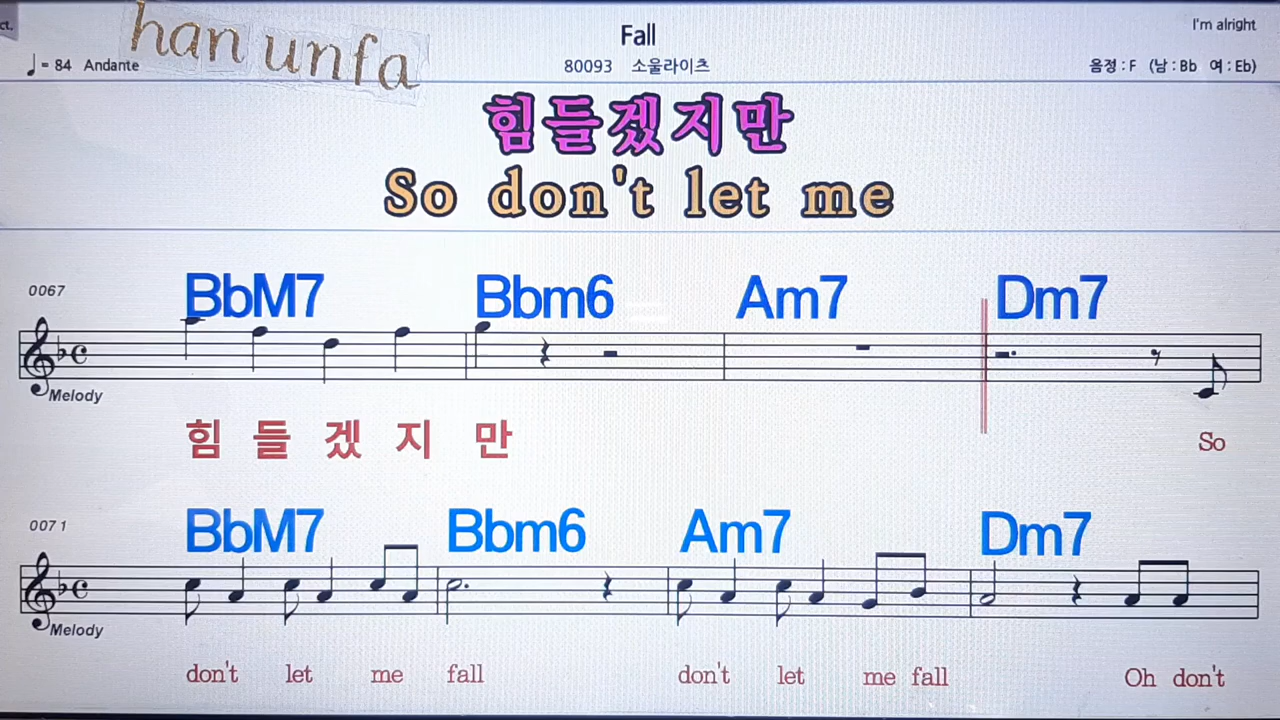 ct.
han unfa
Fall
I'm alright
♩= 84 Andante
80093 소울라이츠
음정 : F (남 : Bb 여 : Eb)
힘들겠지만
So don't let me
0067
BbM7 Bbm6 Am7 Dm7
Melody
힘 들 겠 지 만 So
0071
BbM7 Bbm6 Am7 Dm7
Melody
don't let me fall don't let me fall Oh don't